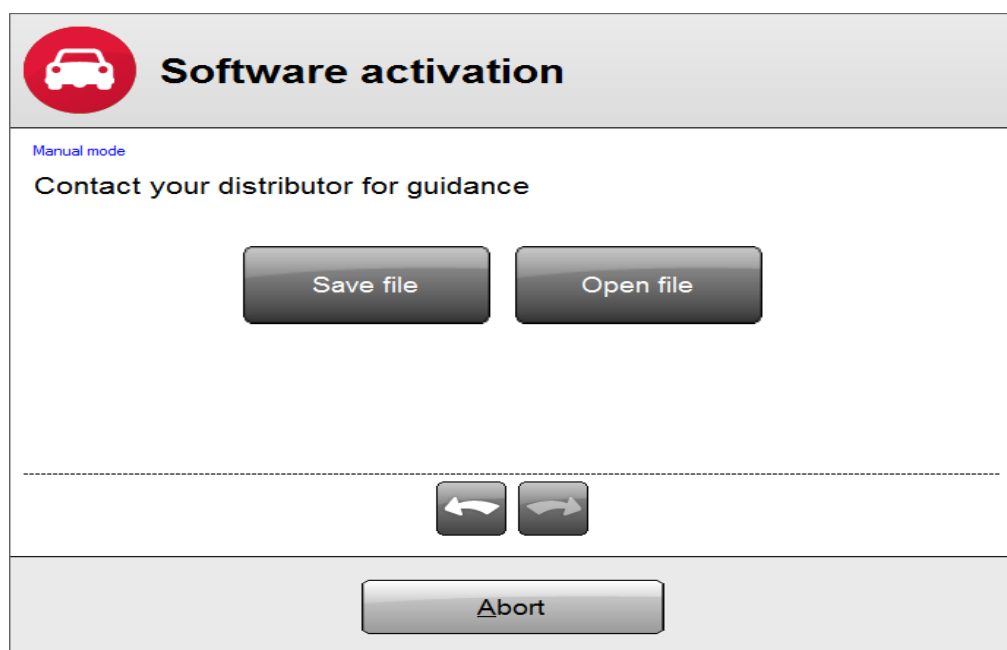 Software activation
Manual mode
Contact your distributor for guidance
Save file
Open file
Abort